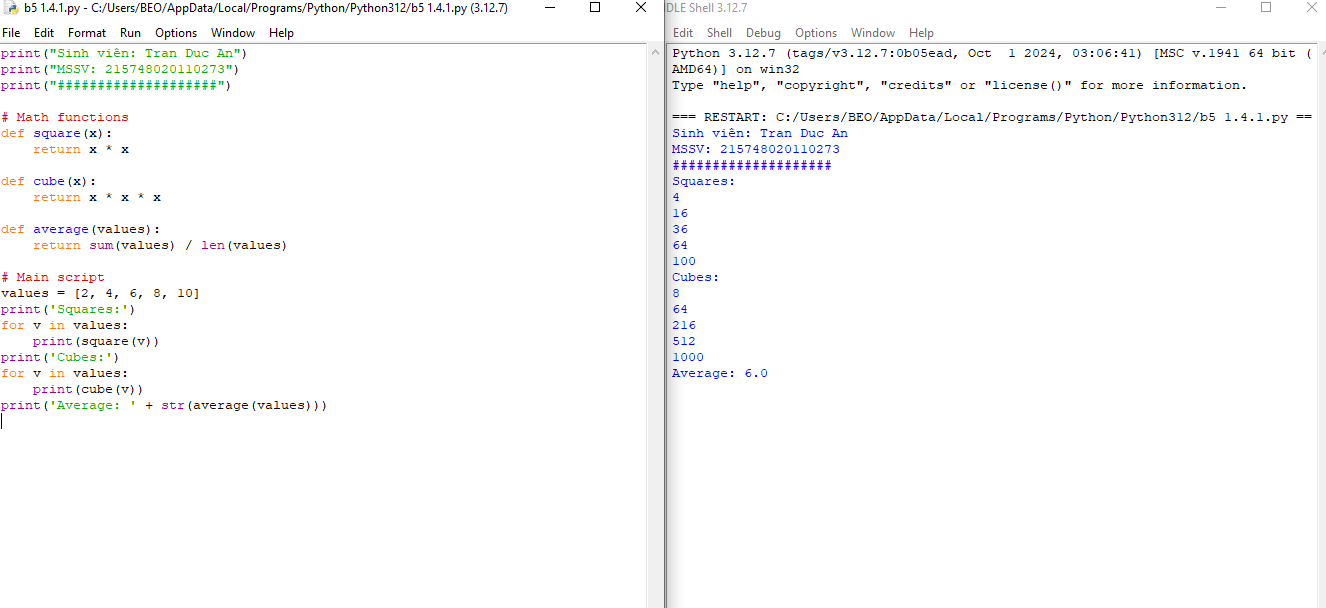 b5 1.4.1.py - C:/Users/BEO/AppData/Local/Programs/Python/Python312/b5 1.4.1.py (3.12.7)
File Edit Format Run Options Window Help
print("Sinh viên: Tran Duc An")
print("MSSV: 215748020110273")
print("####################")

# Math functions
def square(x):
    return x * x

def cube(x):
    return x * x * x

def average(values):
    return sum(values) / len(values)

# Main script
values = [2, 4, 6, 8, 10]
print('Squares:')
for v in values:
    print(square(v))
print('Cubes:')
for v in values:
    print(cube(v))
print('Average: ' + str(average(values)))
DLE Shell 3.12.7
Edit Shell Debug Options Window Help
Python 3.12.7 (tags/v3.12.7:0b05ead, Oct  1 2024, 03:06:41) [MSC v.1941 64 bit (
AMD64)] on win32
Type "help", "copyright", "credits" or "license()" for more information.

=== RESTART: C:/Users/BEO/AppData/Local/Programs/Python/Python312/b5 1.4.1.py ==
Sinh viên: Tran Duc An
MSSV: 215748020110273
####################
Squares:
4
16
36
64
100
Cubes:
8
64
216
512
1000
Average: 6.0